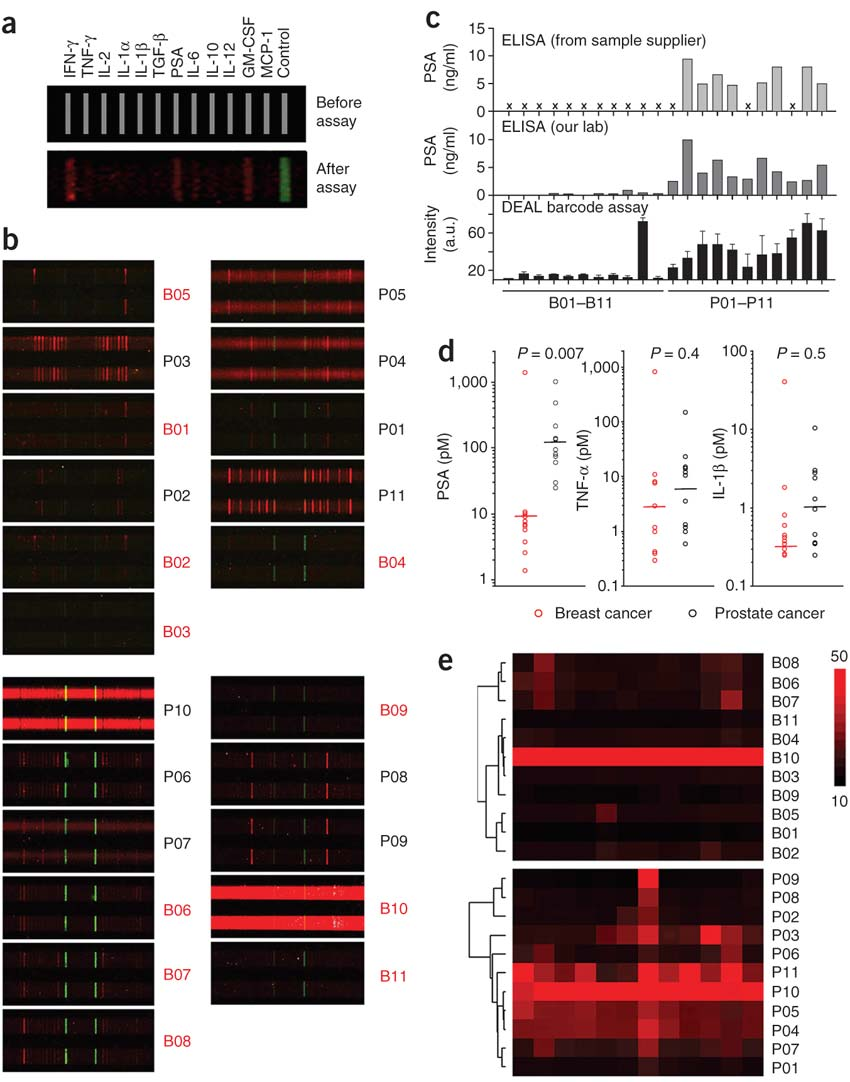 a
IFN-γ
TNF-γ
IL-2
IL-1α
IL-1β
TGF-β
PSA
IL-6
IL-10
IL-12
GM-CSF
MCP-1
Control
Before
assay
After
assay
b
B05
P05
P03
P04
B01
P01
P02
P11
B02
B04
B03
P10
B09
P06
P08
P07
P09
B06
B10
B07
B11
B08
c
ELISA (from sample supplier)
PSA
(ng/ml)
15
10
5
0
x x x x x x x x x x x x x x
ELISA (our lab)
PSA
(ng/ml)
10
5
0
DEAL barcode assay
Intensity
(a.u.)
60
20
B01–B11
P01–P11
d
P = 0.007
PSA (pM)
1,000
100
10
1
P = 0.4
TNF-α (pM)
1,000
100
10
1
0.1
P = 0.5
IL-1β (pM)
100
10
1
0.1
Breast cancer
Prostate cancer
e
B08
B06
B07
B11
B04
B10
B03
B09
B05
B01
B02
P09
P08
P02
P03
P06
P11
P10
P05
P04
P07
P01
50
10